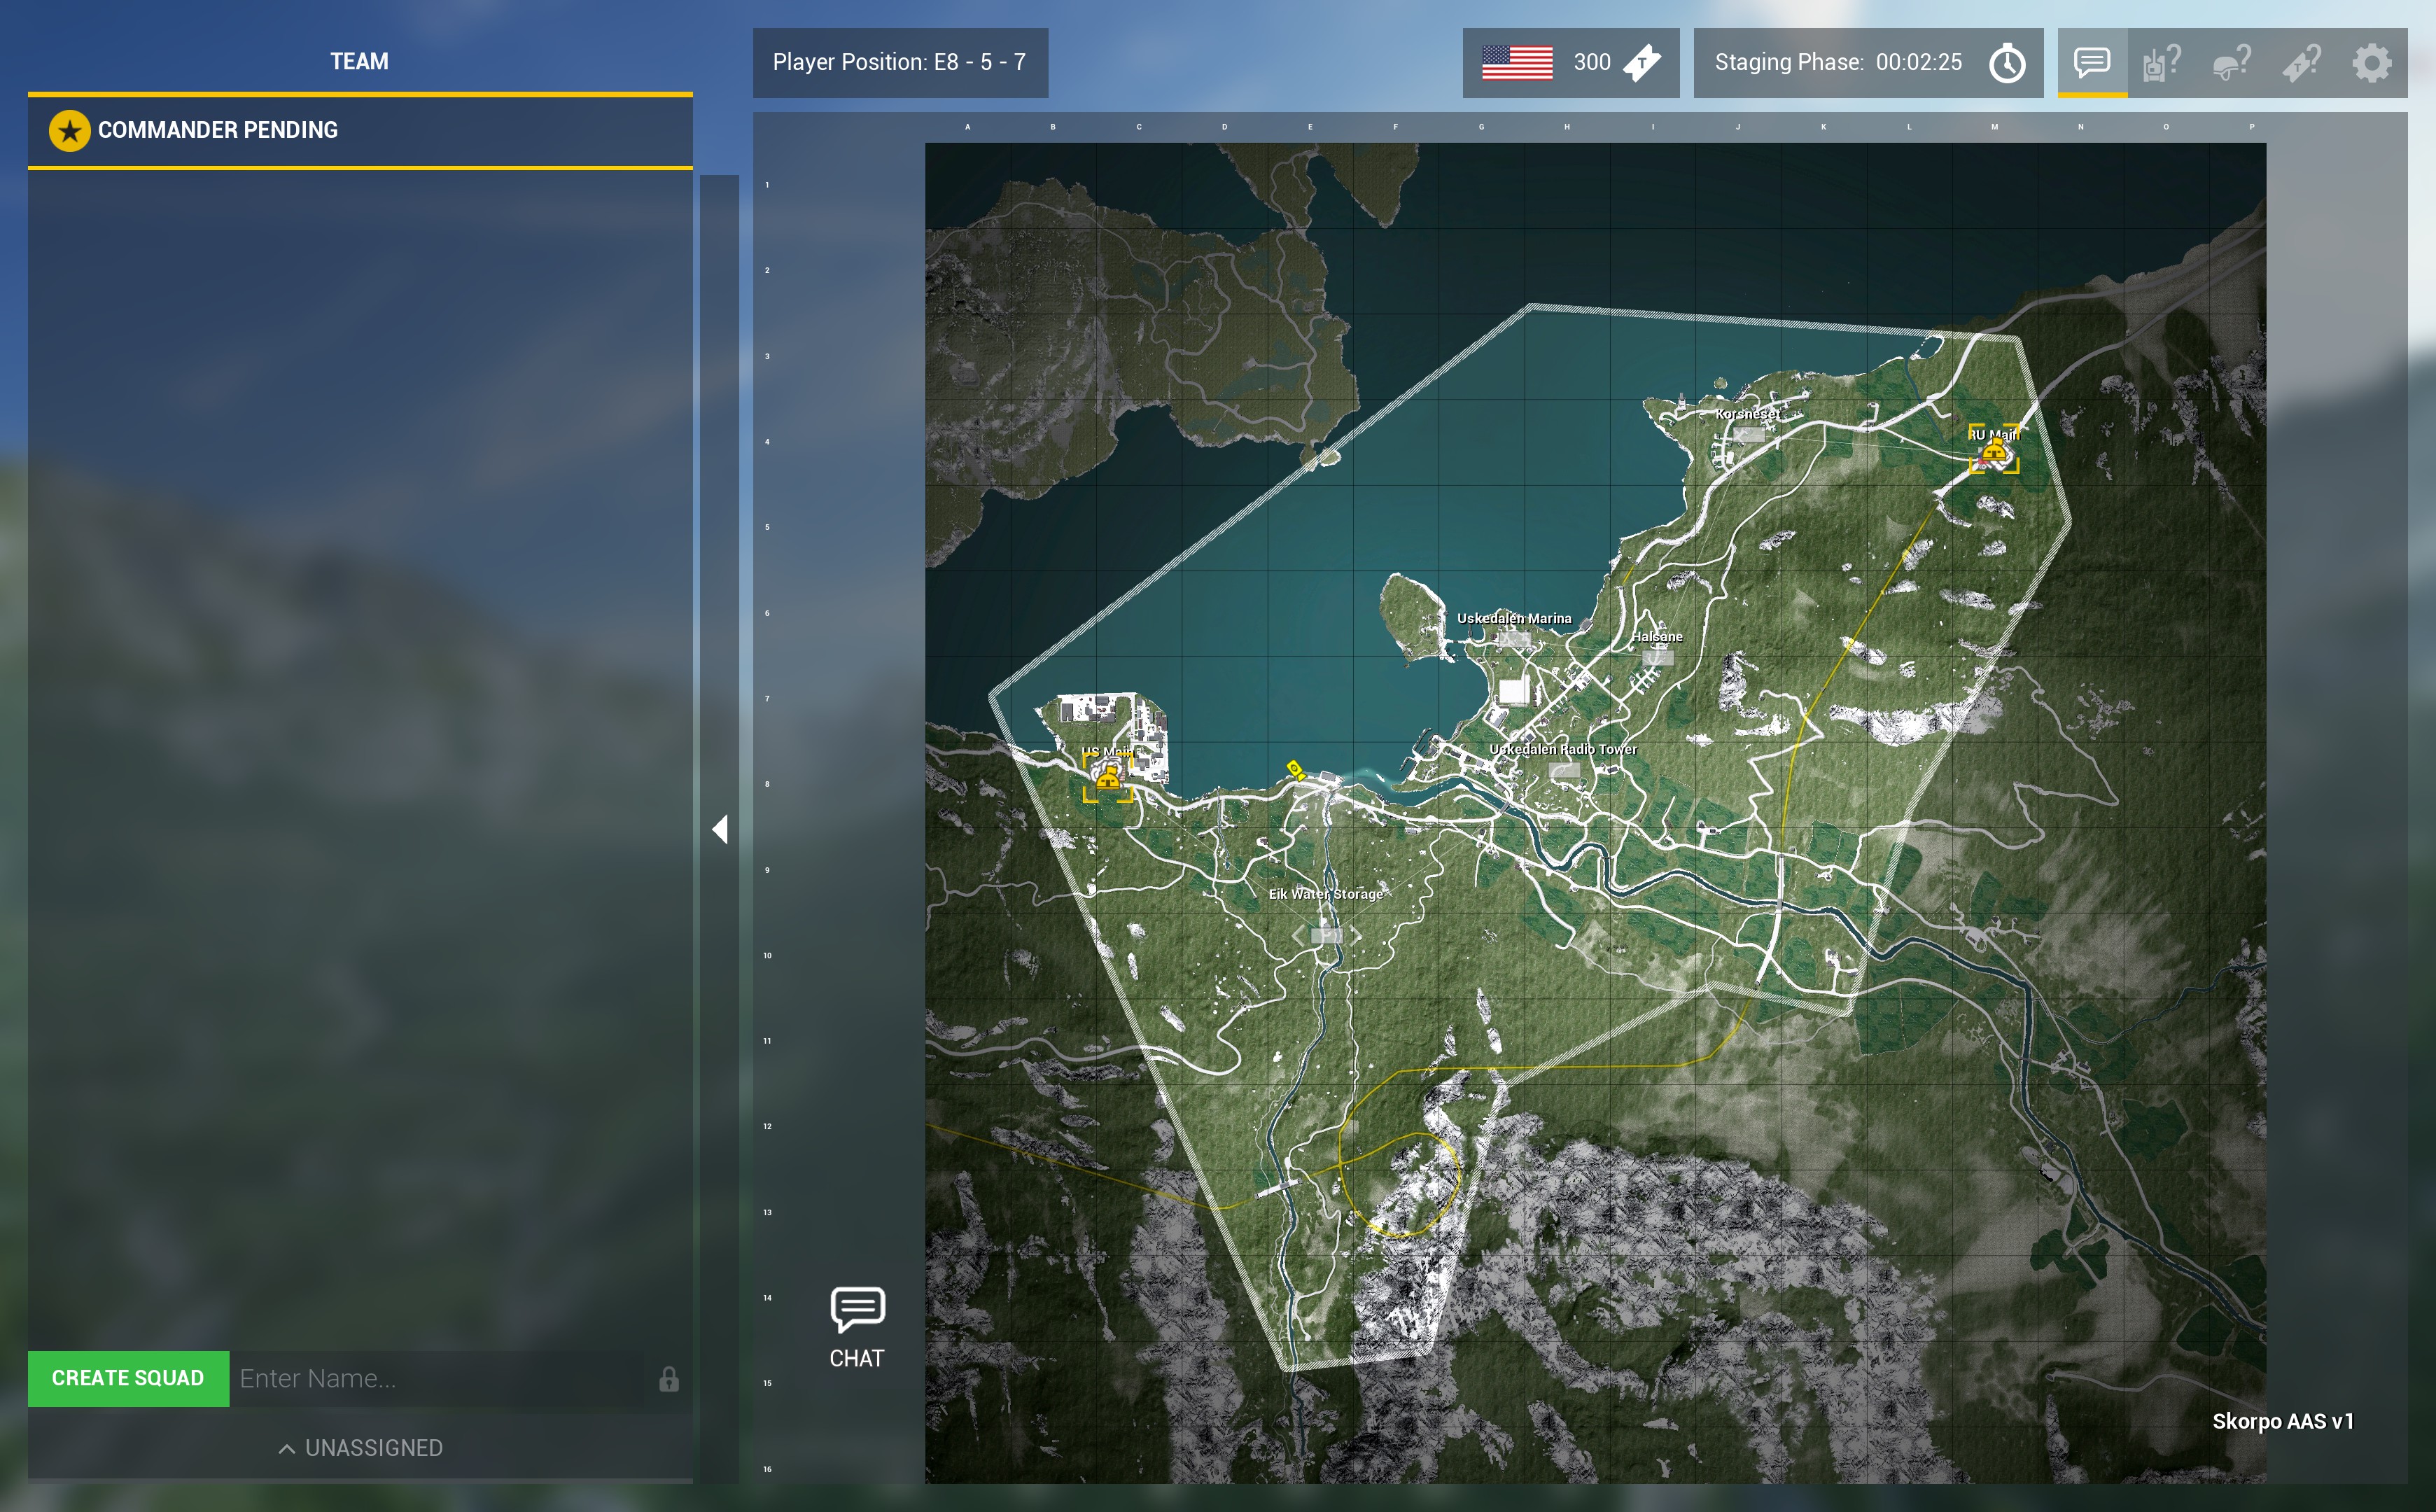 TEAM
COMMANDER PENDING
CREATE SQUAD
Enter Name...
UNASSIGNED
Player Position: E8 - 5 - 7
300
T
Staging Phase: 00:02:25
? ? T ?
A B C D E F G H I J K L M N O P
1
2
3
4
5
6
7
8
9
10
11
12
13
14
15
16
Korsneset
RU Main
Uskedalen Marina
Halsane
US Main
Uskedalen Radio Tower
Eik Water Storage
CHAT
Skorpo AAS v1